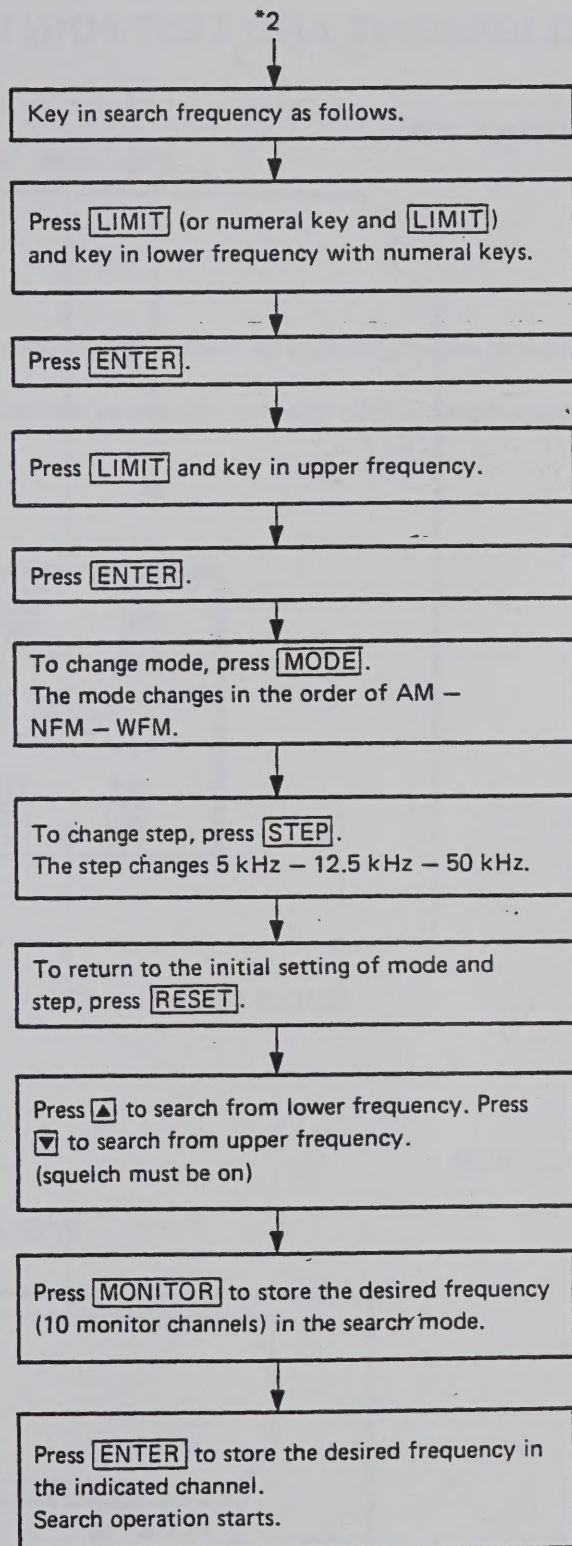 *2
Key in search frequency as follows.
Press LIMIT (or numeral key and LIMIT)
and key in lower frequency with numeral keys.
Press ENTER.
Press LIMIT and key in upper frequency.
Press ENTER.
To change mode, press MODE.
The mode changes in the order of AM —
NFM — WFM.
To change step, press STEP.
The step changes 5 kHz — 12.5 kHz — 50 kHz.
To return to the initial setting of mode and
step, press RESET.
Press ▲ to search from lower frequency. Press
▼ to search from upper frequency.
(squelch must be on)
Press MONITOR to store the desired frequency
(10 monitor channels) in the search mode.
Press ENTER to store the desired frequency in
the indicated channel.
Search operation starts.